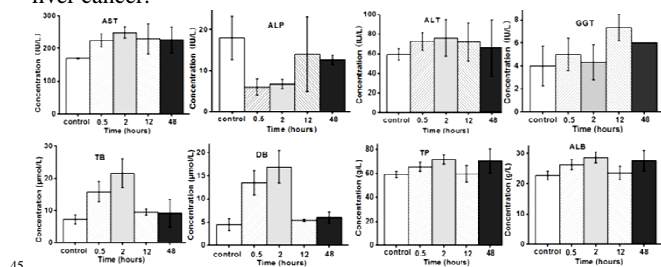 liver cancer.
AST
Concentration (IU/L)
300
200
100
0
control 0.5 2 12 48
Time (hours)
ALP
Concentration (IU/L)
20
10
0
control 0.5 2 12 48
Time (hours)
ALT
Concentration (IU/L)
100
80
60
40
20
0
control 0.5 2 12 48
Time (hours)
GGT
Concentration (IU/L)
8
6
4
2
0
control 0.5 2 12 48
Time (hours)
TB
Concentration (μmol/L)
30
20
10
0
control 0.5 2 12 48
Time (hours)
DB
Concentration (μmol/L)
20
15
10
5
0
control 0.5 2 12 48
Time (hours)
TP
Concentration (g/L)
80
60
40
20
0
control 0.5 2 12 48
Time (hours)
ALB
Concentration (g/L)
30
20
10
0
control 0.5 2 12 48
Time (hours)
45